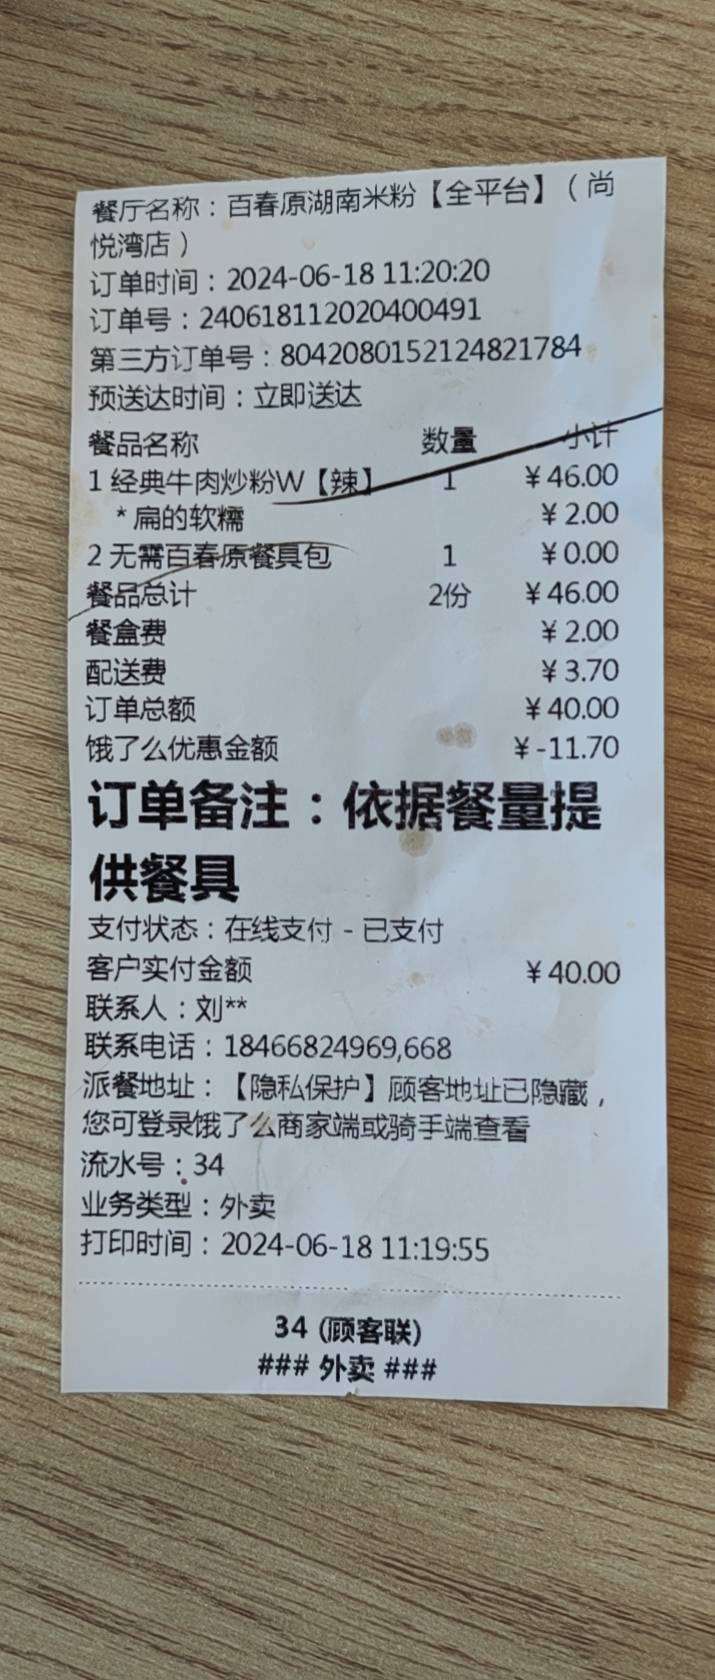 餐厅名称：百春原湖南米粉【全平台】（尚
悦湾店）
订单时间：2024-06-18 11:20:20
订单号：240618112020400491
第三方订单号：8042080152124821784
预送达时间：立即送达
餐品名称 数量 小计
1 经典牛肉炒粉W【辣】 1 ￥46.00
* 扁的软糯 ￥2.00
2 无需百春原餐具包 1 ￥0.00
餐品总计 2份 ￥46.00
餐盒费 ￥2.00
配送费 ￥3.70
订单总额 ￥40.00
饿了么优惠金额 ￥-11.70
订单备注：依据餐量提
供餐具
支付状态：在线支付 - 已支付
客户实付金额 ￥40.00
联系人：刘**
联系电话：18466824969,668
派餐地址：【隐私保护】顾客地址已隐藏，
您可登录饿了么商家端或骑手端查看
流水号：34
业务类型：外卖
打印时间：2024-06-18 11:19:55
34 (顾客联)
### 外卖 ###